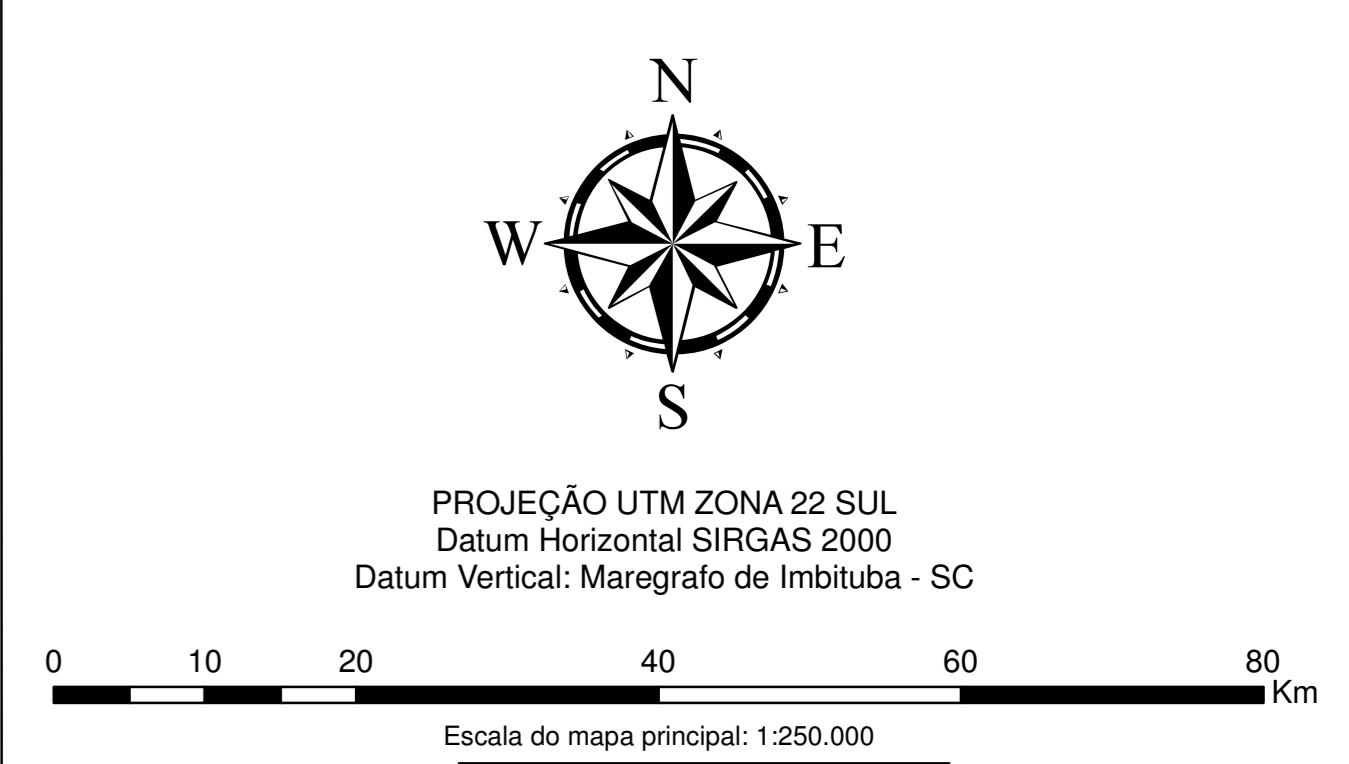 N
W E
S
PROJEÇÃO UTM ZONA 22 SUL
Datum Horizontal SIRGAS 2000
Datum Vertical: Maregrafo de Imbituba - SC
0 10 20 40 60 80
Km
Escala do mapa principal: 1:250.000